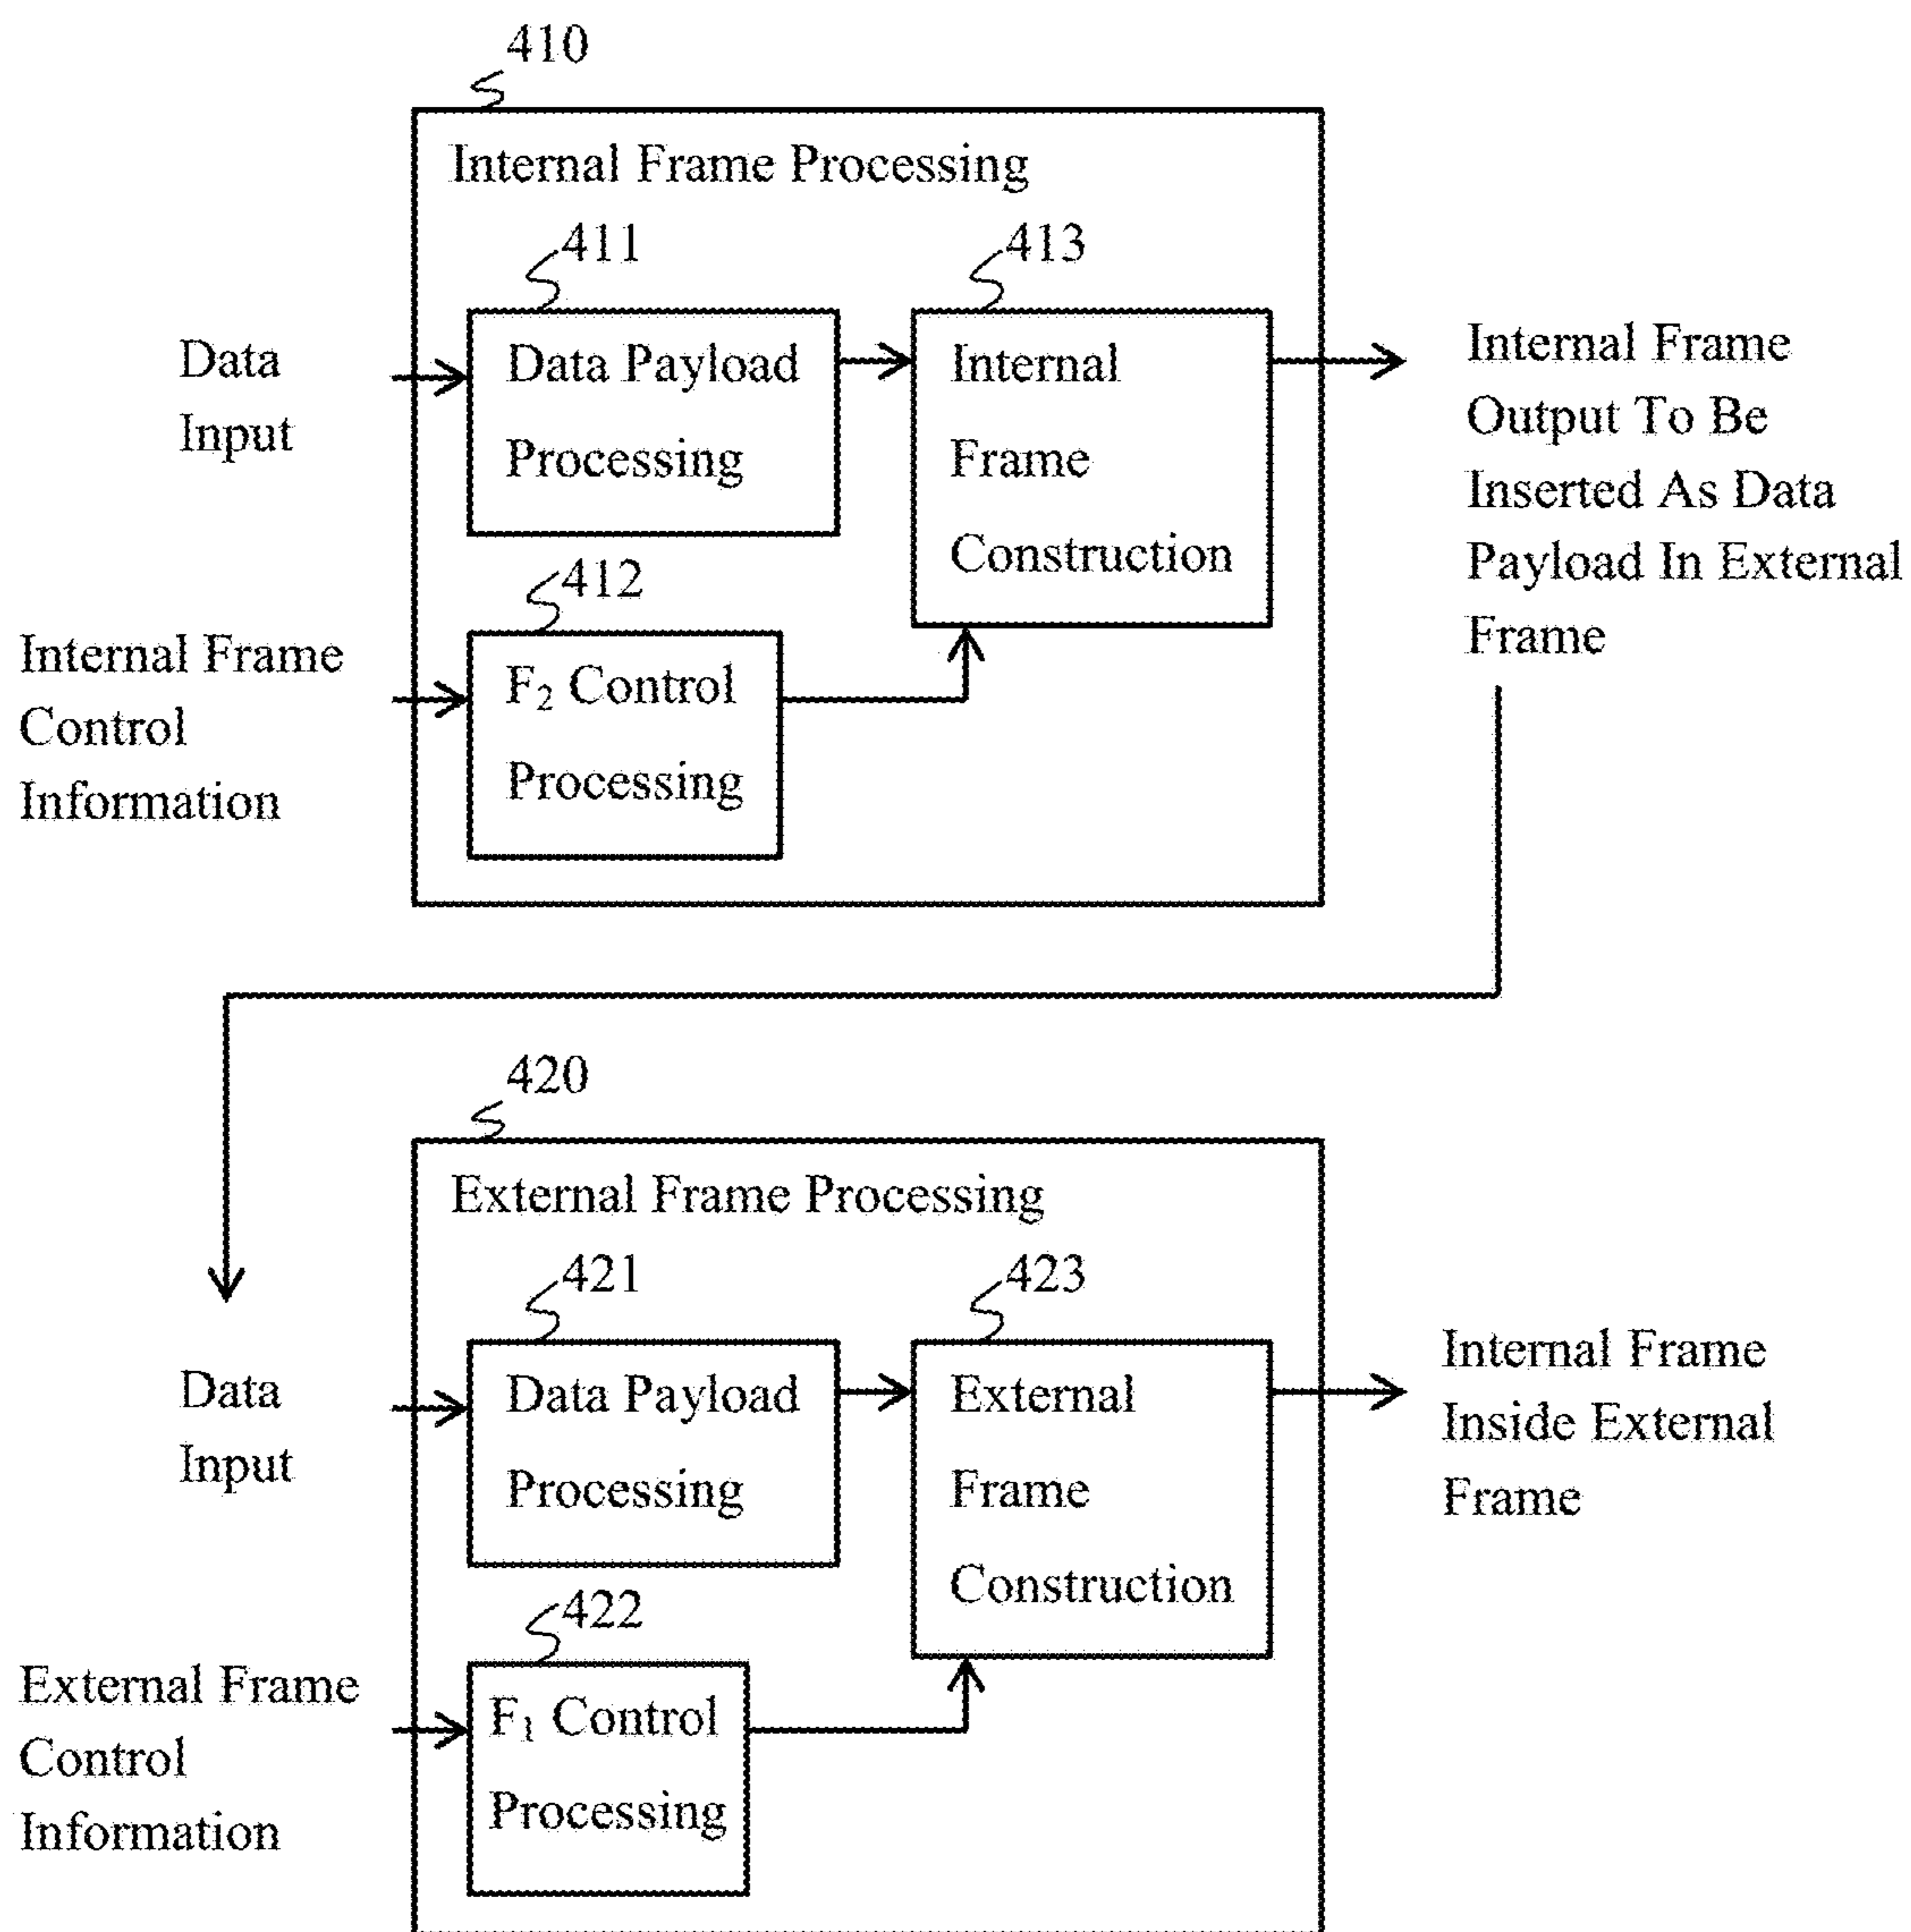 410
Internal Frame Processing
411
413
Data
Input
Data Payload
Processing
Internal
Frame
Construction
Internal Frame
Output To Be
Inserted As Data
Payload In External
Frame
412
Internal Frame
Control
Information
F₂ Control
Processing
420
External Frame Processing
421
423
Data
Input
Data Payload
Processing
External
Frame
Construction
Internal Frame
Inside External
Frame
422
External Frame
Control
Information
F₁ Control
Processing